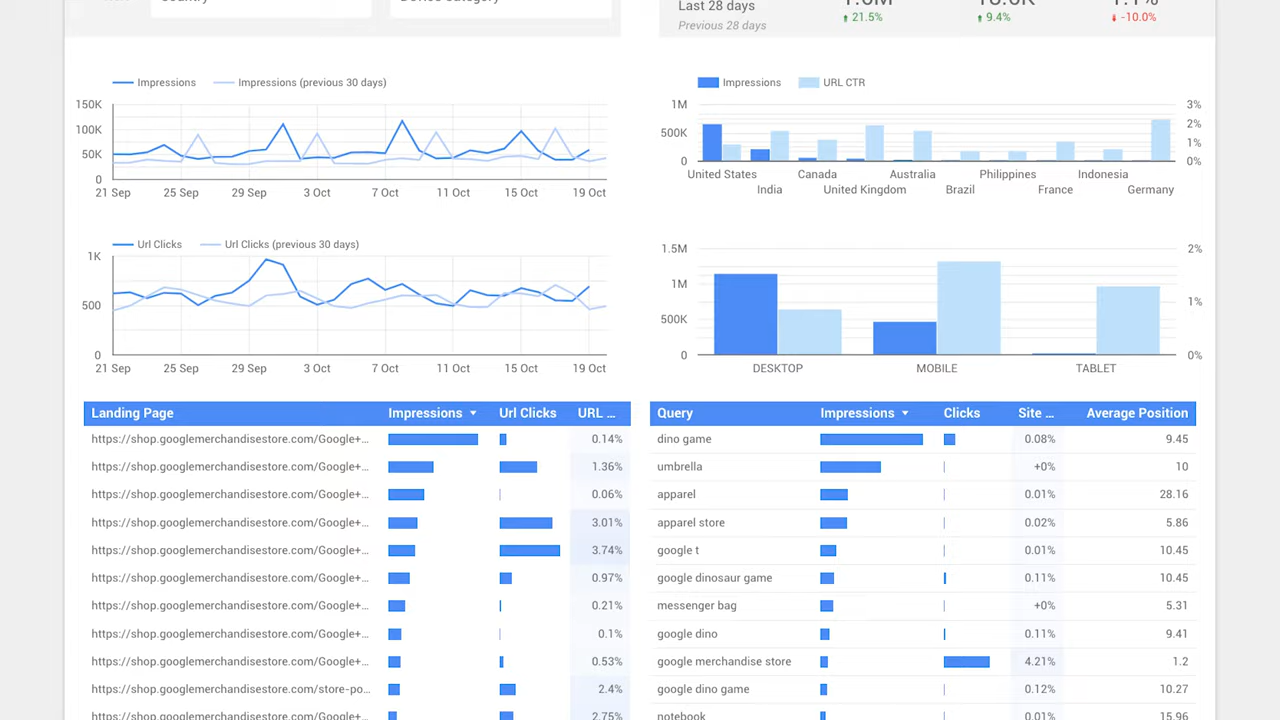 Last 28 days
Previous 28 days
21.5%
9.4%
-10.0%
Impressions
Impressions (previous 30 days)
150K
100K
50K
0
21 Sep
25 Sep
29 Sep
3 Oct
7 Oct
11 Oct
15 Oct
19 Oct
Impressions
URL CTR
1M
500K
0
3%
2%
1%
0%
United States
India
Canada
United Kingdom
Australia
Brazil
Philippines
France
Indonesia
Germany
Url Clicks
Url Clicks (previous 30 days)
1K
500
0
21 Sep
25 Sep
29 Sep
3 Oct
7 Oct
11 Oct
15 Oct
19 Oct
1.5M
1M
500K
0
2%
1%
0%
DESKTOP
MOBILE
TABLET
Landing Page Impressions Url Clicks URL ...
https://shop.googlemerchandisestore.com/Google+... 0.14%
https://shop.googlemerchandisestore.com/Google+... 1.36%
https://shop.googlemerchandisestore.com/Google+... 0.06%
https://shop.googlemerchandisestore.com/Google+... 3.01%
https://shop.googlemerchandisestore.com/Google+... 3.74%
https://shop.googlemerchandisestore.com/Google+... 0.97%
https://shop.googlemerchandisestore.com/Google+... 0.21%
https://shop.googlemerchandisestore.com/Google+... 0.1%
https://shop.googlemerchandisestore.com/Google+... 0.53%
https://shop.googlemerchandisestore.com/store-po... 2.4%
https://shop.googlemerchandisestore.com/Google+... 2.75%
Query Impressions Clicks Site ... Average Position
dino game 0.08% 9.45
umbrella +0% 10
apparel 0.01% 28.16
apparel store 0.02% 5.86
google t 0.01% 10.45
google dinosaur game 0.11% 10.45
messenger bag +0% 5.31
google dino 0.11% 9.41
google merchandise store 4.21% 1.2
google dino game 0.12% 10.27
notebook 0.01% 15.96